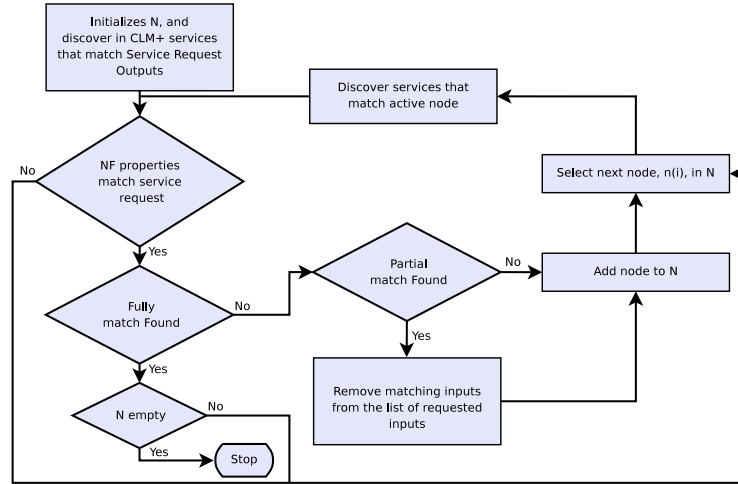 Initializes N, and
discover in CLM+ services
that match Service Request
Outputs
Discover services that
match active node
No
NF properties
match service
request
Select next node, n(i), in N
Yes
Partial
match Found
No
Add node to N
Fully
match Found
No
Yes
Yes
Remove matching inputs
from the list of requested
inputs
N empty
No
Yes
Stop